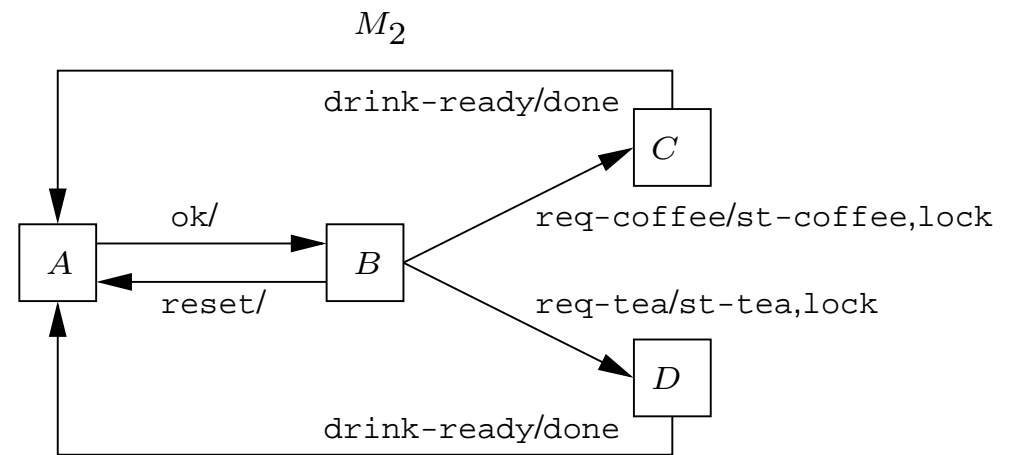 M2
drink-ready/done
C
ok/
req-coffee/st-coffee,lock
A
B
reset/
req-tea/st-tea,lock
D
drink-ready/done